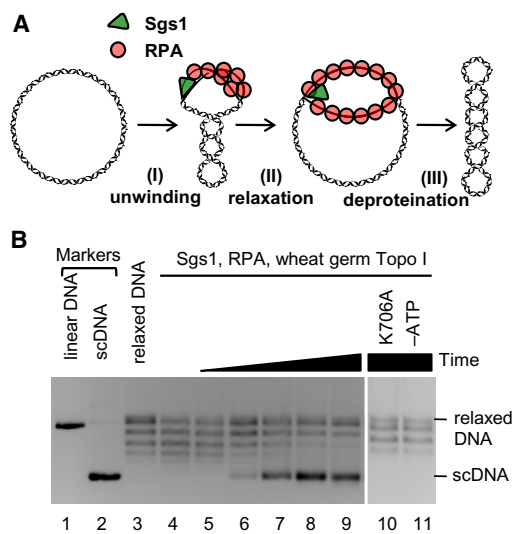 A
Sgs1
RPA
(I)
unwinding
(II)
relaxation
(III)
deproteination
B
Markers
linear DNA
scDNA
relaxed DNA
Sgs1, RPA, wheat germ Topo I
K706A
–ATP
Time
relaxed
DNA
scDNA
1 2 3 4 5 6 7 8 9 10 11